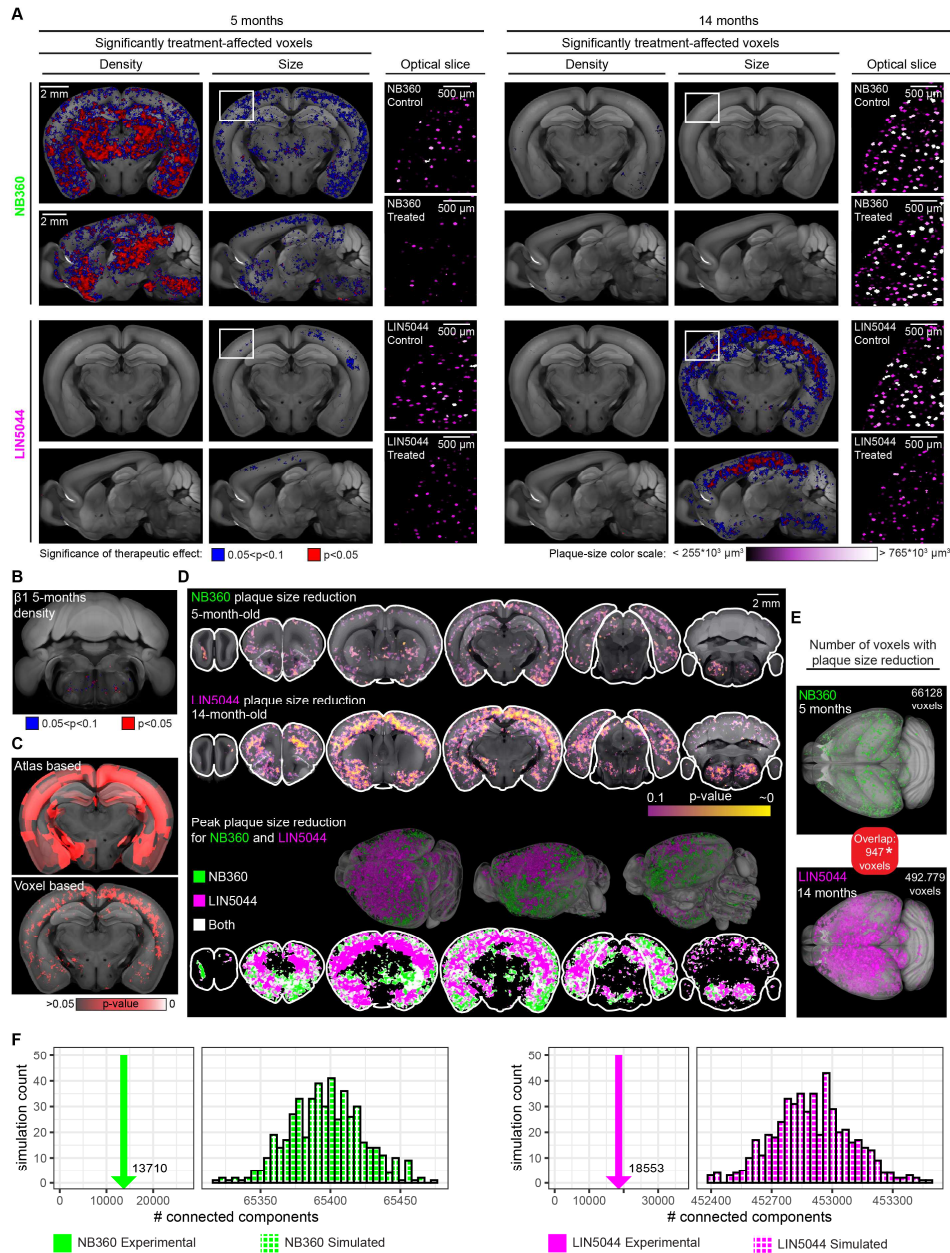 A
5 months
14 months
Significantly treatment-affected voxels
Significantly treatment-affected voxels
Density
Size
Optical slice
Density
Size
Optical slice
NB360
2 mm
NB360
Control
500 µm
NB360
Control
500 µm
2 mm
NB360
Treated
500 µm
NB360
Treated
500 µm
LIN5044
LIN5044
Control
500 µm
LIN5044
Control
500 µm
LIN5044
Treated
500 µm
LIN5044
Treated
500 µm
Significance of therapeutic effect:
0.05<p<0.1
p<0.05
Plaque-size color scale:
< 255*10³ µm³
> 765*10³ µm³
B
β1 5-months
density
0.05<p<0.1
p<0.05
C
Atlas based
Voxel based
>0.05
p-value
0
D
NB360 plaque size reduction
5-month-old
2 mm
LIN5044 plaque size reduction
14-month-old
0.1
p-value
~0
Peak plaque size reduction
for NB360 and LIN5044
NB360
LIN5044
Both
E
Number of voxels with
plaque size reduction
NB360
5 months
66128
voxels
Overlap:
947 *
voxels
LIN5044
14 months
492.779
voxels
F
simulation count
50
40
30
20
10
0
13710
0
10000
20000
65350
65400
65450
# connected components
NB360 Experimental
NB360 Simulated
simulation count
50
40
30
20
10
0
18553
0
10000
30000
452400
452700
453000
453300
# connected components
LIN5044 Experimental
LIN5044 Simulated